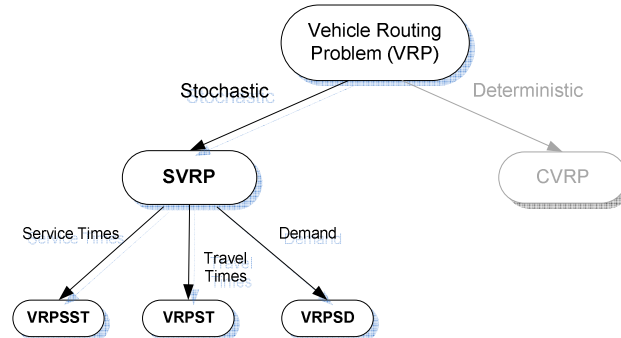 Vehicle Routing
Problem (VRP)
Stochastic
Deterministic
SVRP
CVRP
Service Times
Travel
Times
Demand
VRPSST
VRPST
VRPSD